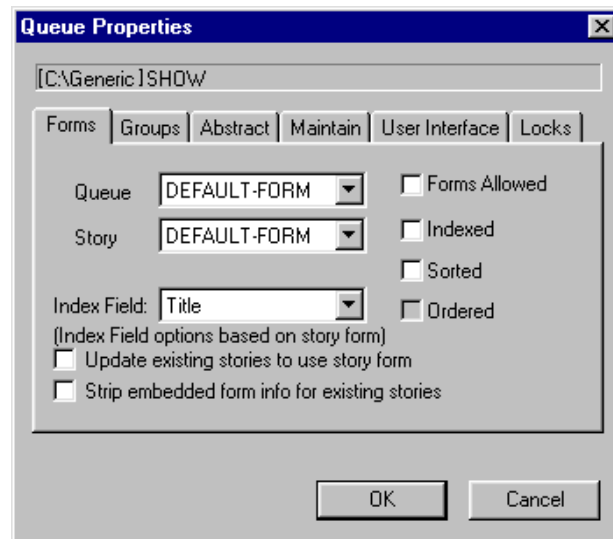 Queue Properties
[C:\Generic]SHOW
Forms Groups Abstract Maintain User Interface Locks
Queue DEFAULT-FORM Forms Allowed
Story DEFAULT-FORM Indexed
Sorted
Index Field: Title Ordered
(Index Field options based on story form)
Update existing stories to use story form
Strip embedded form info for existing stories
OK Cancel